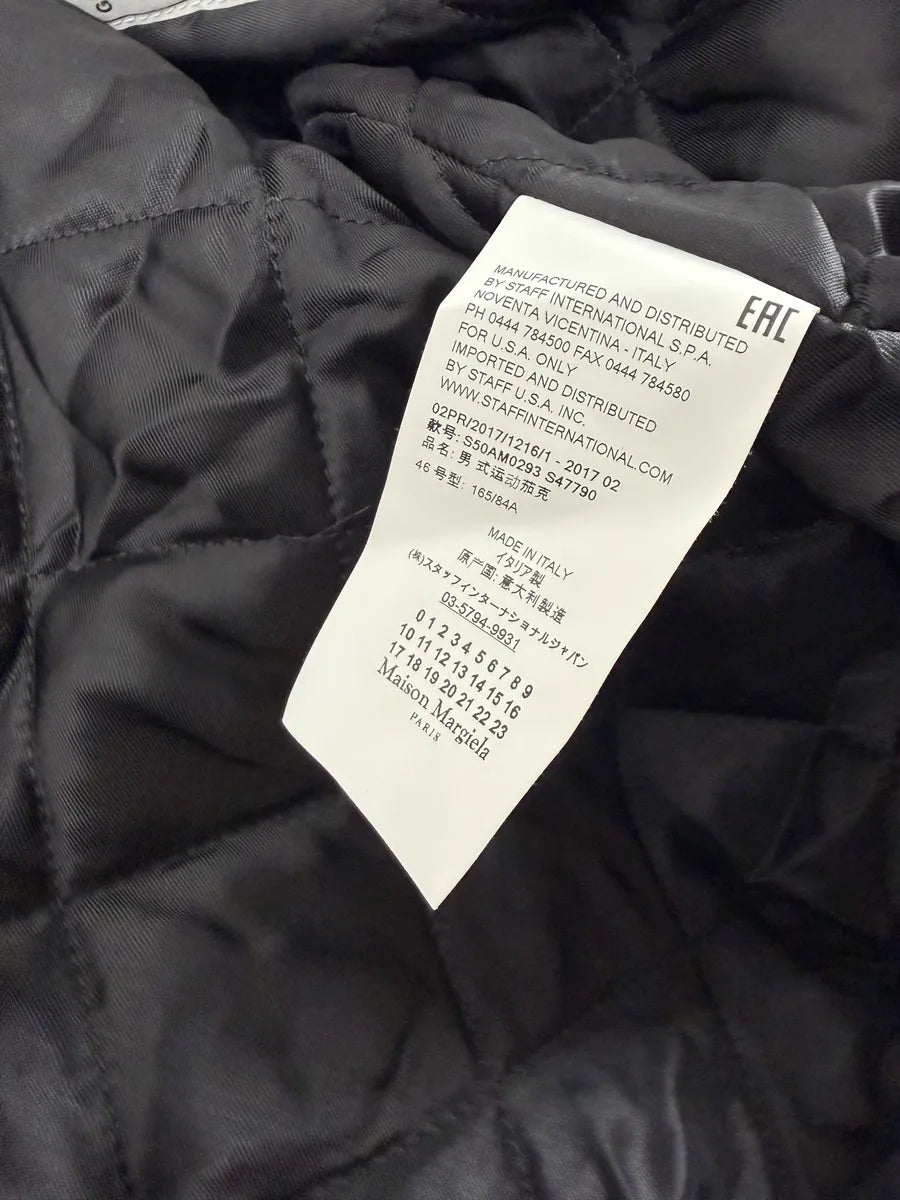 G
EAC
MANUFACTURED AND DISTRIBUTED
BY STAFF INTERNATIONAL S.P.A.
NOVENTA VICENTINA - ITALY
PH 0444 784500 FAX 0444 784580
FOR U.S.A. ONLY
IMPORTED AND DISTRIBUTED
BY STAFF U.S.A. INC.
WWW.STAFFINTERNATIONAL.COM
02PR/2017/1216/1 - 2017 02
款号: S50AM0293 S47790
品名: 男 式运动茄克
46 号型: 165/84A
MADE IN ITALY
イタリア製
原产国: 意大利製造
(株)スタッフインターナショナルジャパン
03-5794-9931
0 1 2 3 4 5 6 7 8 9
10 11 12 13 14 15 16
17 18 19 20 21 22 23
Maison Margiela
PARIS